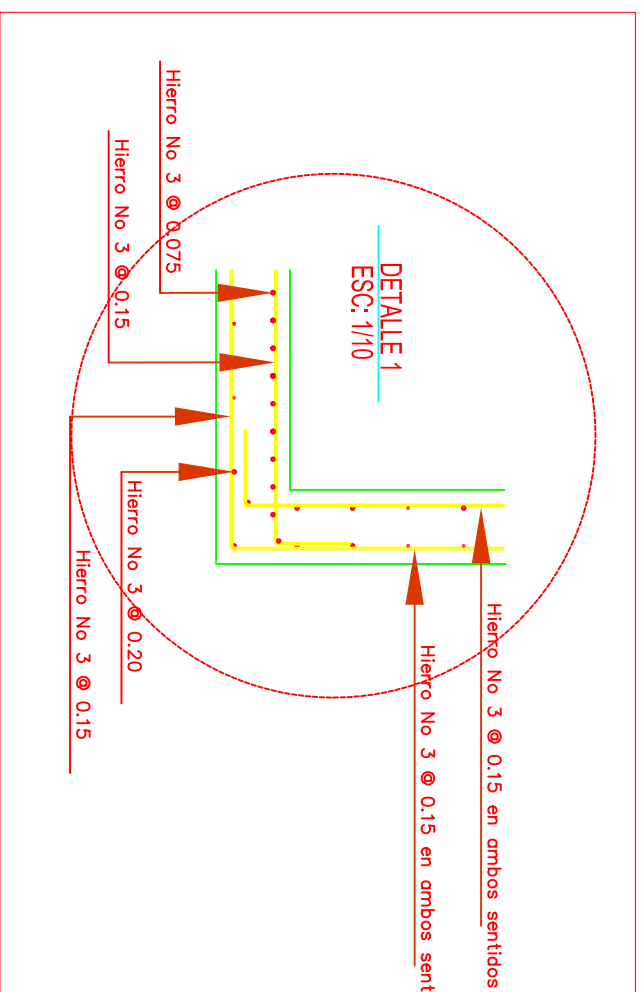 Hierro No 3 @ 0.15 en ambos sentidos
Hierro No 3 @ 0.15 en ambos sent
DETALLE 1
ESC: 1/10
Hierro No 3 @ 0.075
Hierro No 3 @ 0.15
Hierro No 3 @ 0.20
Hierro No 3 @ 0.15